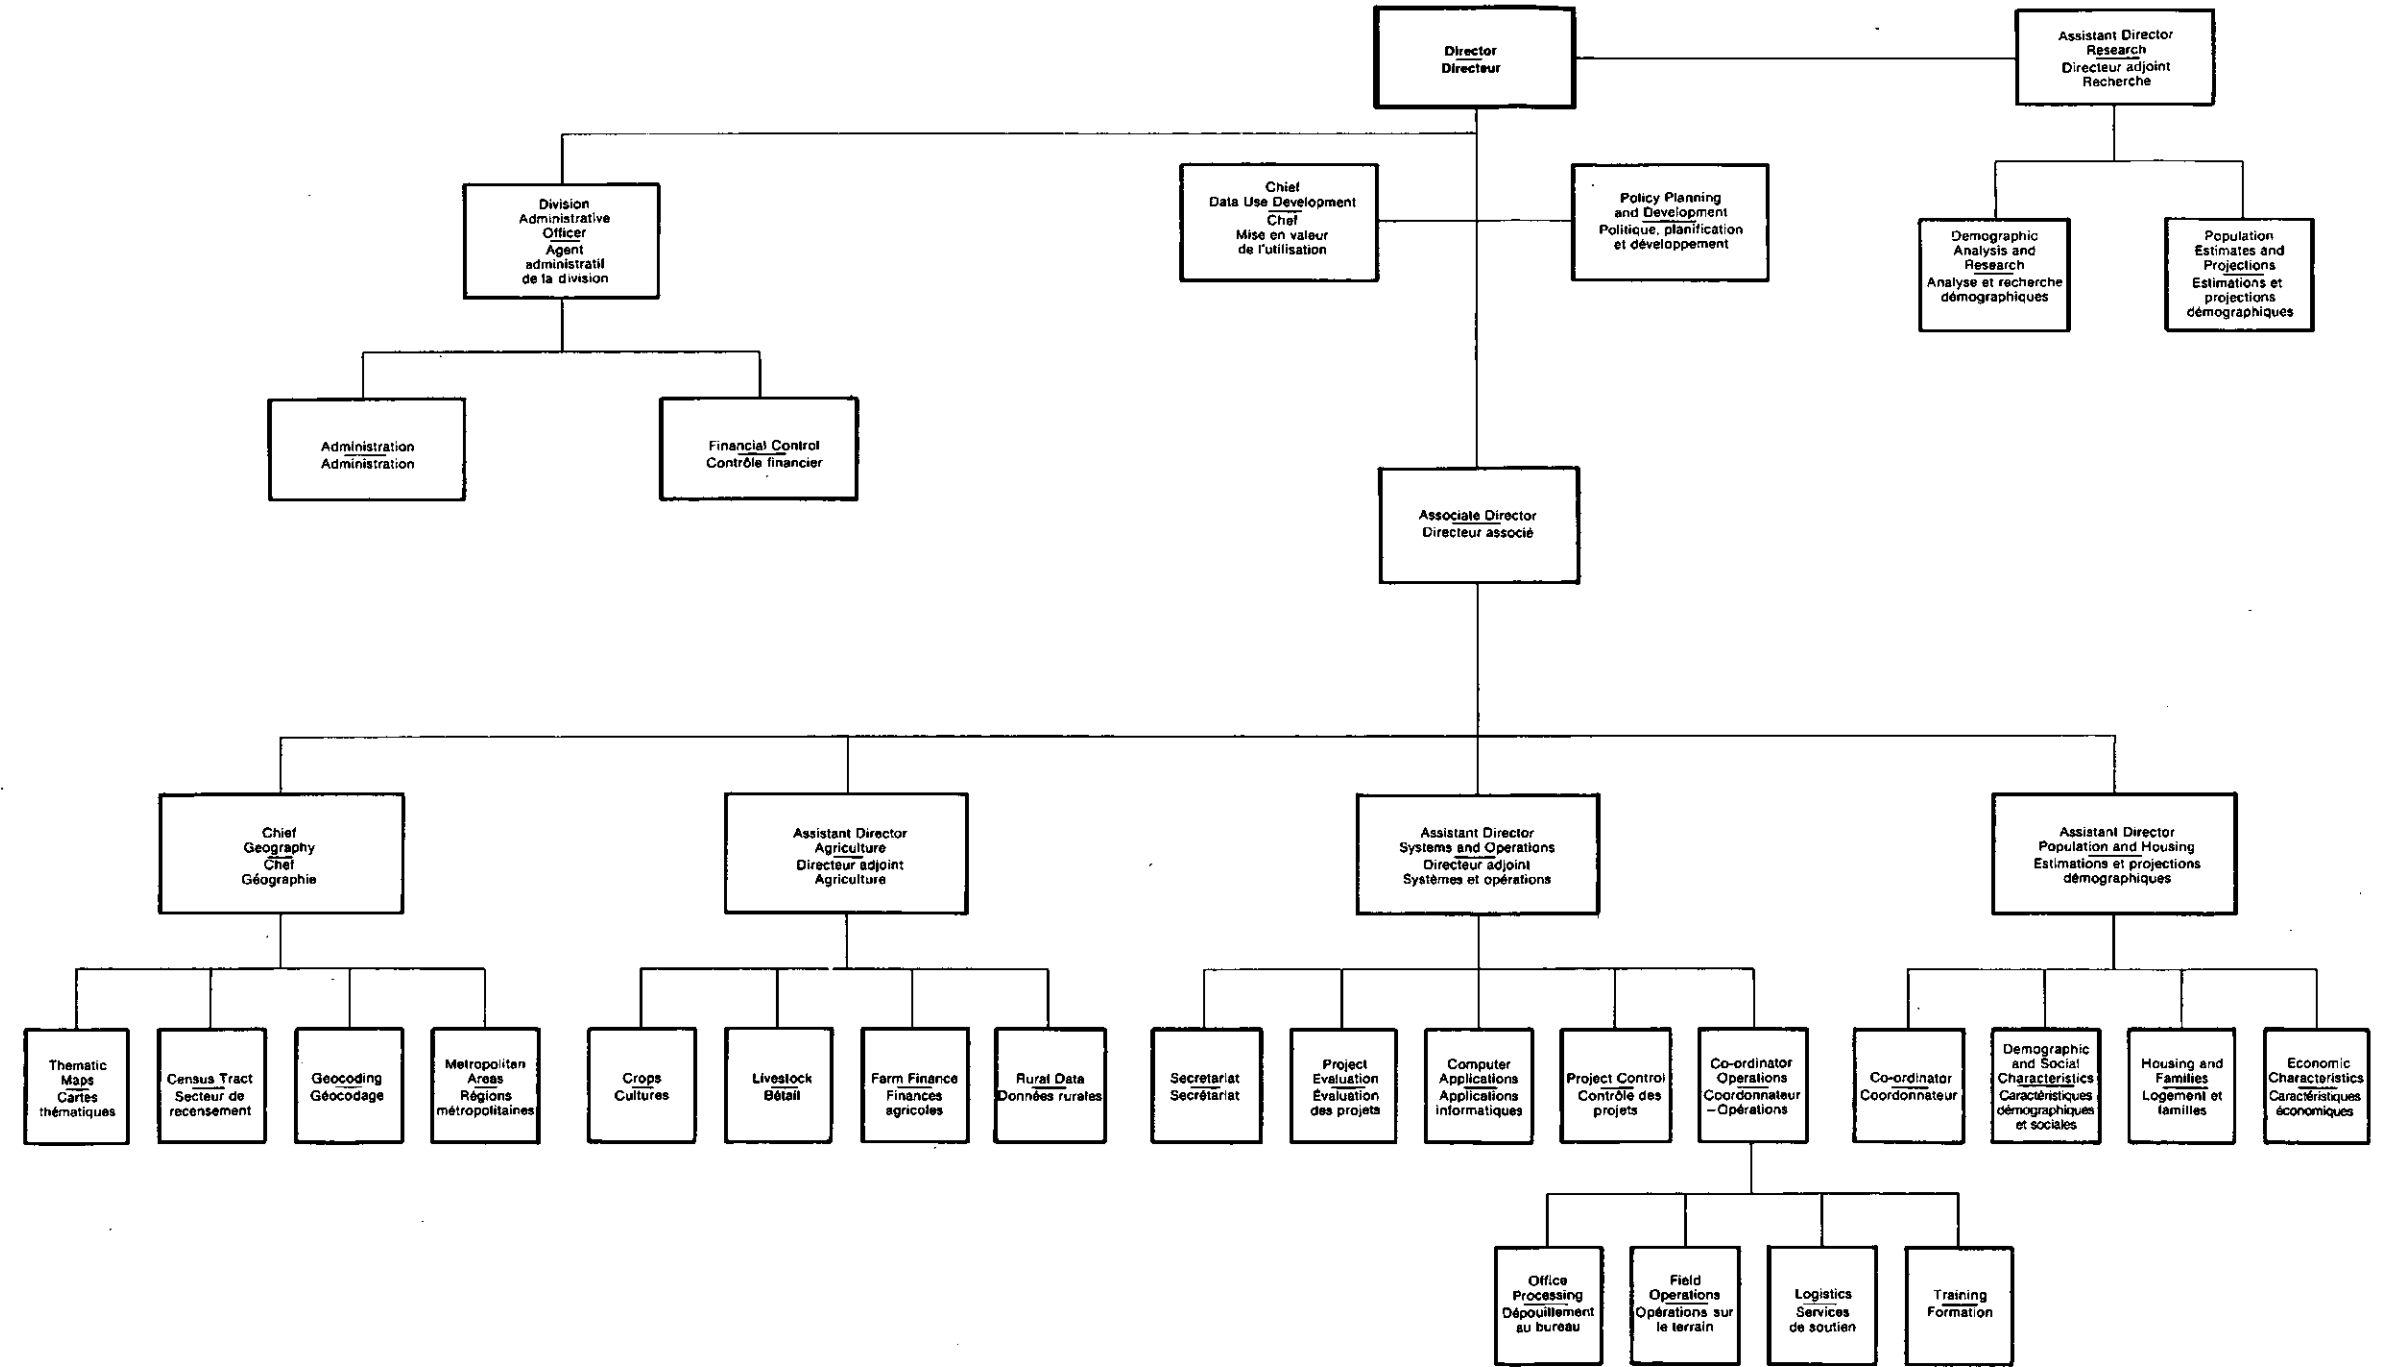 Director
Directeur
Assistant Director
Research
Directeur adjoint
Recherche
Division
Administrative
Officer
Agent
administratif
de la division
Chief
Data Use Development
Chef
Mise en valeur
de l'utilisation
Policy Planning
and Development
Politique, planification
et développement
Demographic
Analysis and
Research
Analyse et recherche
démographiques
Population
Estimates and
Projections
Estimations et
projections
démographiques
Administration
Administration
Financial Control
Contrôle financier
Associate Director
Directeur associé
Chief
Geography
Chef
Géographie
Assistant Director
Agriculture
Directeur adjoint
Agriculture
Assistant Director
Systems and Operations
Directeur adjoint
Systèmes et opérations
Assistant Director
Population and Housing
Estimations et projections
démographiques
Thematic
Maps
Cartes
thématiques
Census Tract
Secteur de
recensement
Geocoding
Géocodage
Metropolitan
Areas
Régions
métropolitaines
Crops
Cultures
Livestock
Bétail
Farm Finance
Finances
agricoles
Rural Data
Données rurales
Secretariat
Secrétariat
Project
Evaluation
Évaluation
des projets
Computer
Applications
Applications
informatiques
Project Control
Contrôle des
projets
Co-ordinator
Operations
Coordonnateur
– Opérations
Co-ordinator
Coordonnateur
Demographic
and Social
Characteristics
Caractéristiques
démographiques
et sociales
Housing and
Families
Logement et
familles
Economic
Characteristics
Caractéristiques
économiques
Office
Processing
Dépouillement
au bureau
Field
Operations
Opérations sur
le terrain
Logistics
Services
de soutien
Training
Formation